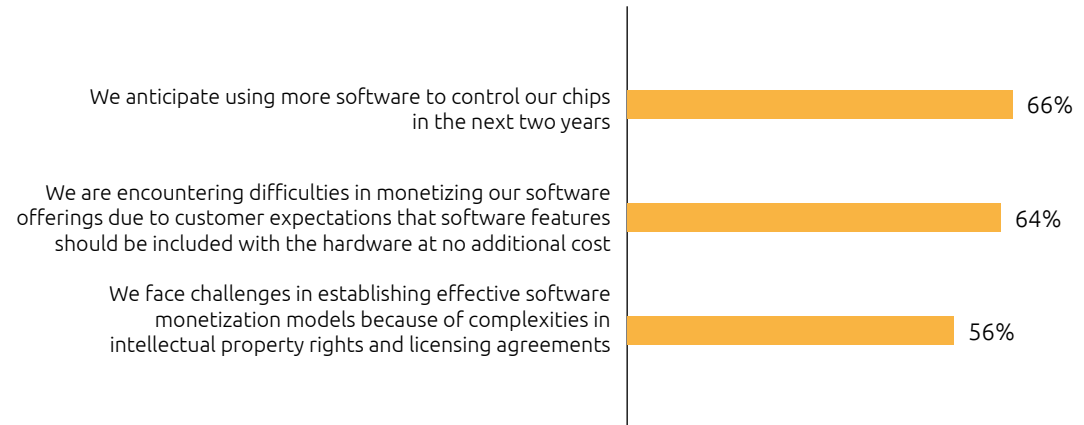 We anticipate using more software to control our chips
in the next two years
66%
We are encountering difficulties in monetizing our software
offerings due to customer expectations that software features
should be included with the hardware at no additional cost
64%
We face challenges in establishing effective software
monetization models because of complexities in
intellectual property rights and licensing agreements
56%